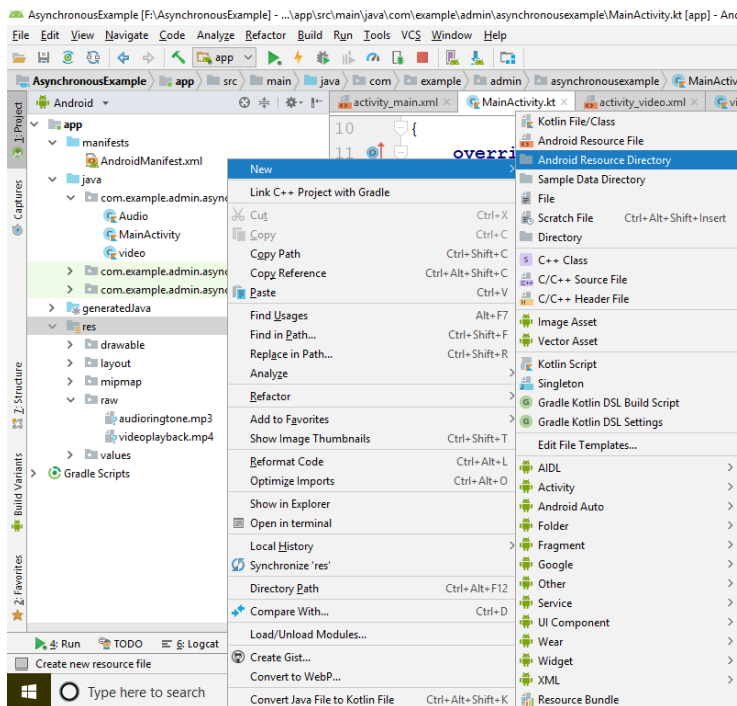 AsynchronousExample [F:\AsynchronousExample] - ...\app\src\main\java\com\example\admin\asynchronousexample\MainActivity.kt [app] - And
File Edit View Navigate Code Analyze Refactor Build Run Tools VCS Window Help
app
AsynchronousExample app src main java com example admin asynchronousexample MainActiv
Android
activity_main.xml MainActivity.kt activity_video.xml vi
1: Project
Captures
7: Structure
Build Variants
2: Favorites
app
manifests
AndroidManifest.xml
java
com.example.admin.async
Audio
MainActivity
video
com.example.admin.async
com.example.admin.async
generatedJava
res
drawable
layout
mipmap
raw
audioringtone.mp3
videoplayback.mp4
values
Gradle Scripts
10 {
11 overri
New
Link C++ Project with Gradle
Cut Ctrl+X
Copy Ctrl+C
Copy Path Ctrl+Shift+C
Copy Reference Ctrl+Alt+Shift+C
Paste Ctrl+V
Find Usages Alt+F7
Find in Path... Ctrl+Shift+F
Replace in Path... Ctrl+Shift+R
Analyze
Refactor
Add to Favorites
Show Image Thumbnails Ctrl+Shift+T
Reformat Code Ctrl+Alt+L
Optimize Imports Ctrl+Alt+O
Show in Explorer
Open in terminal
Local History
Synchronize 'res'
Directory Path Ctrl+Alt+F12
Compare With... Ctrl+D
Load/Unload Modules...
Create Gist...
Convert to WebP...
Convert Java File to Kotlin File Ctrl+Alt+Shift+K
Kotlin File/Class
Android Resource File
Android Resource Directory
Sample Data Directory
File
Scratch File Ctrl+Alt+Shift+Insert
Directory
S C++ Class
C/C++ Source File
C/C++ Header File
Image Asset
Vector Asset
Kotlin Script
Singleton
G Gradle Kotlin DSL Build Script
G Gradle Kotlin DSL Settings
Edit File Templates...
AIDL
Activity
Android Auto
Folder
Fragment
Google
Other
Service
UI Component
Wear
Widget
XML
Resource Bundle
4: Run TODO 6: Logcat
Create new resource file
Type here to search